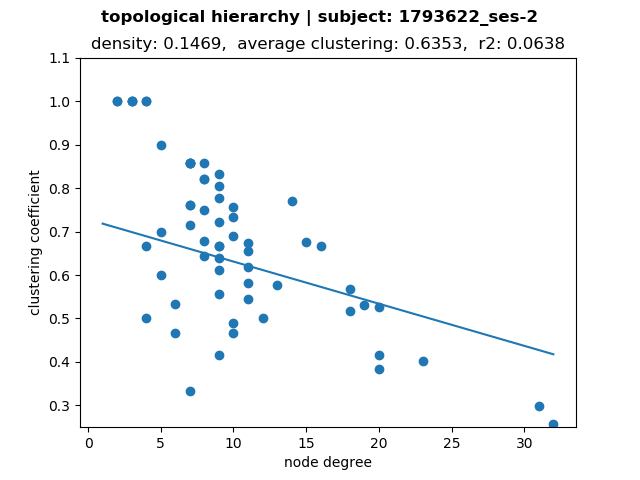 topological hierarchy | subject: 1793622_ses-2
density: 0.1469,  average clustering: 0.6353,  r2: 0.0638
1.1
1.0
0.9
0.8
0.7
0.6
0.5
0.4
0.3
clustering coefficient
0 5 10 15 20 25 30
node degree